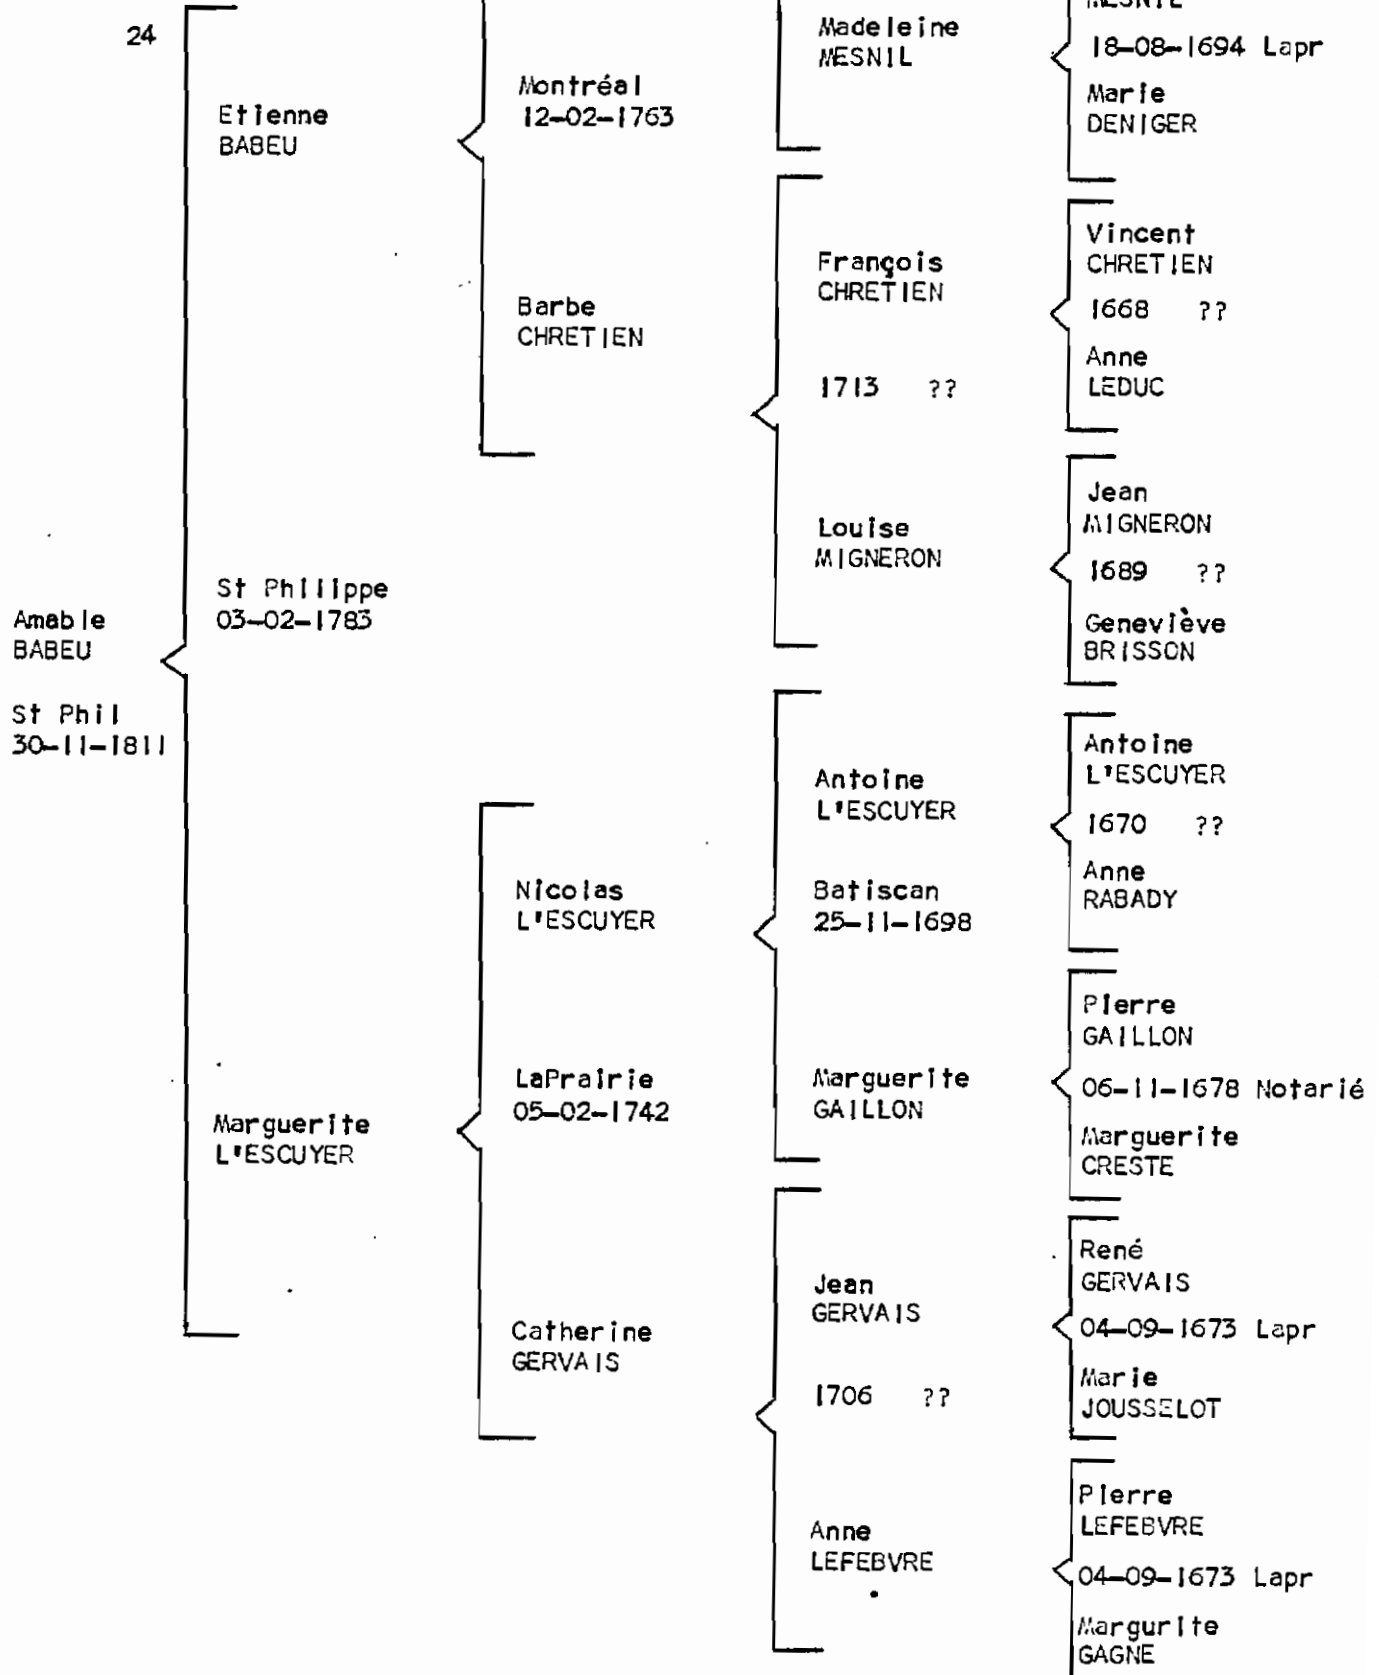 24
Amable
BABEU
St Phil
30-11-1811
Etienne
BABEU
St Philippe
03-02-1783
Marguerite
L'ESCUYER
Montréal
12-02-1763
Barbe
CHRETIEN
Nicolas
L'ESCUYER
LaPrairie
05-02-1742
Catherine
GERVAIS
Madeleine
MESNIL
François
CHRETIEN
1713 ??
Louise
MIGNERON
Antoine
L'ESCUYER
Batiscan
25-11-1698
Marguerite
GAILLON
Jean
GERVAIS
1706 ??
Anne
LEFEBVRE
MESNIL
18-08-1694 Lapr
Marie
DENIGER
Vincent
CHRETIEN
1668 ??
Anne
LEDUC
Jean
MIGNERON
1689 ??
Geneviève
BRISSON
Antoine
L'ESCUYER
1670 ??
Anne
RABADY
Pierre
GAILLON
06-11-1678 Notarié
Marguerite
CRESTE
René
GERVAIS
04-09-1673 Lapr
Marie
JOUSSELOT
Pierre
LEFEBVRE
04-09-1673 Lapr
Margurite
GAGNE